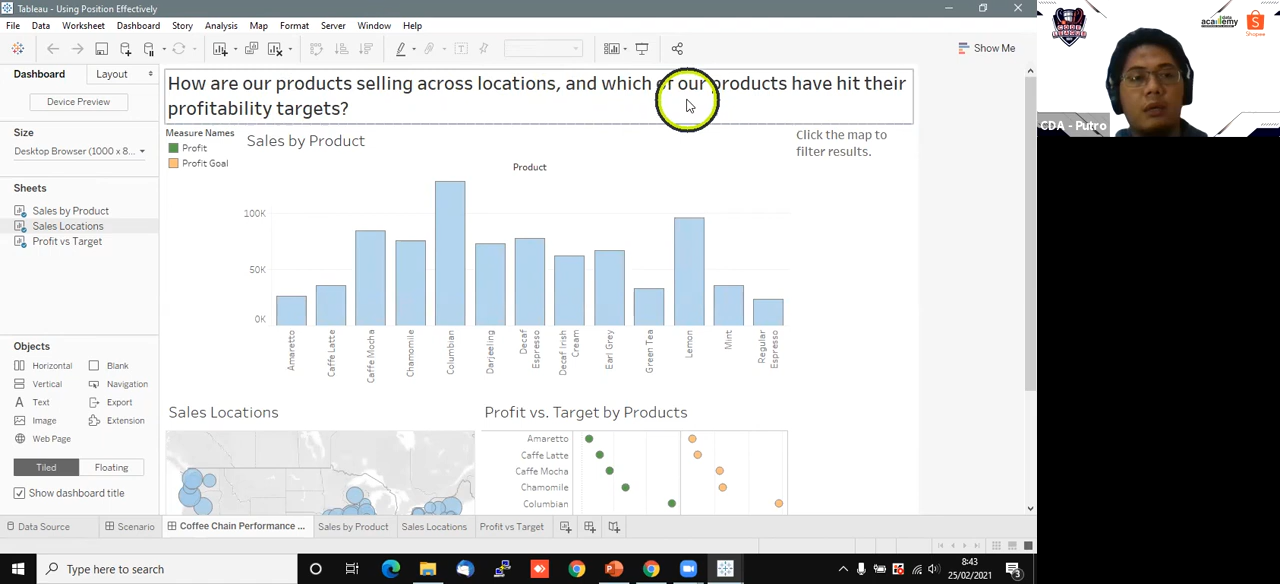 Tableau - Using Position Effectively
File Data Worksheet Dashboard Story Analysis Map Format Server Window Help
Show Me
Dashboard Layout
Device Preview
Size
Desktop Browser (1000 x 8...
Sheets
Sales by Product
Sales Locations
Profit vs Target
Objects
Horizontal Blank
Vertical Navigation
Text Export
Image Extension
Web Page
Tiled Floating
Show dashboard title
How are our products selling across locations, and which of our products have hit their
profitability targets?
Measure Names
Profit
Profit Goal
Sales by Product
Click the map to
filter results.
Product
100K
50K
0K
Amaretto
Caffe Latte
Caffe Mocha
Chamomile
Columbian
Darjeeling
Decaf
Espresso
Decaf Irish
Cream
Earl Grey
Green Tea
Lemon
Mint
Regular
Espresso
Sales Locations
Profit vs. Target by Products
Amaretto
Caffe Latte
Caffe Mocha
Chamomile
Columbian
Data Source Scenario Coffee Chain Performance ... Sales by Product Sales Locations Profit vs Target
Type here to search
8:43
25/02/2021
3
CODE
LEAGUE
data
academy
Shopee
CDA - Putro